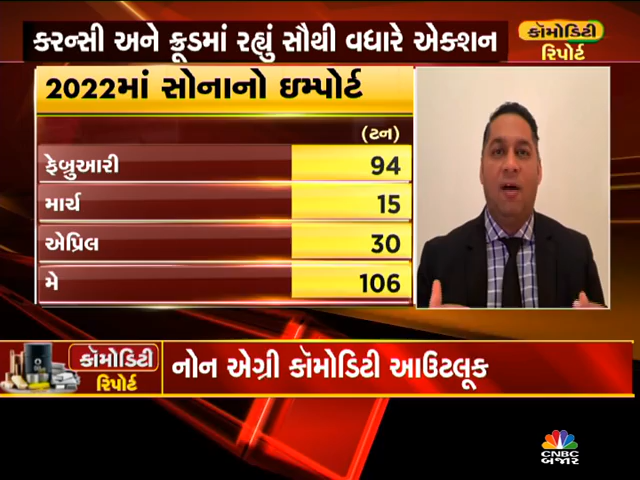 કરન્સી અને ક્રૂડમાં રહ્યું સૌથી વધારે એક્શન
કૉમોડિટી
રિપોર્ટ
2022માં સોનાનો ઇમ્પોર્ટ
(ટન)
ફેબ્રુઆરી 94
માર્ચ 15
એપ્રિલ 30
મે 106
કૉમોડિટી
રિપોર્ટ
નોન એગ્રી કૉમોડિટી આઉટલૂક
CNBC
બજાર